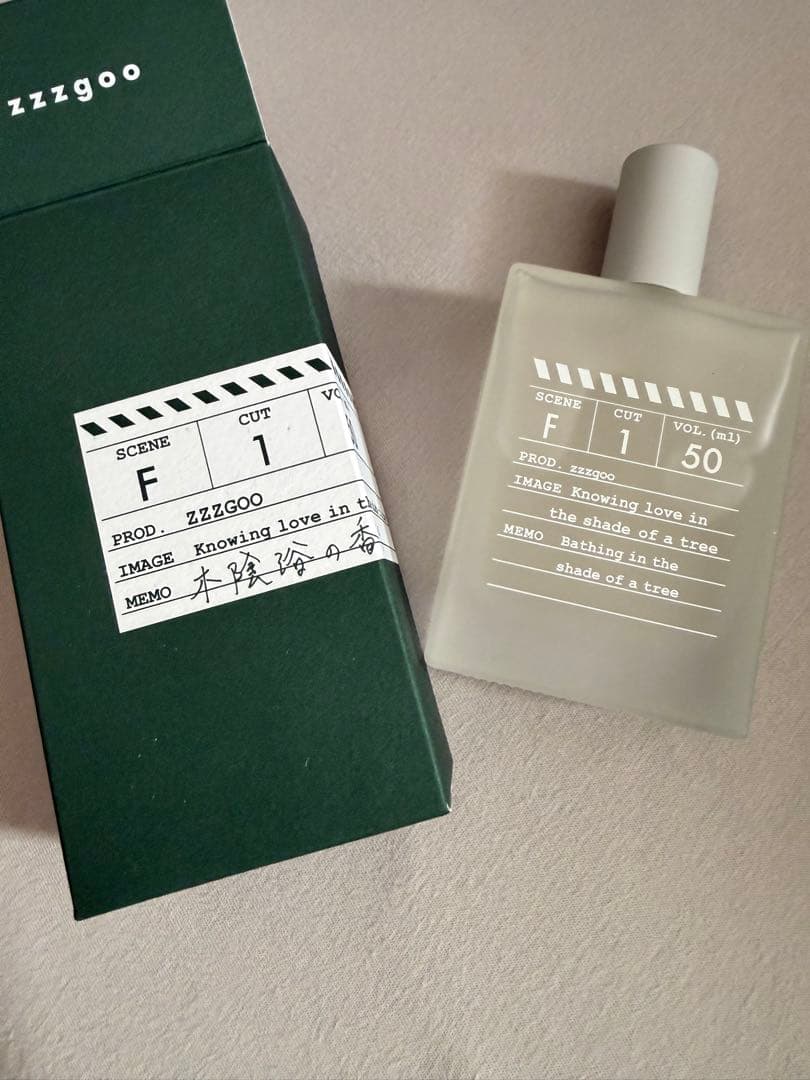 zzzgoo
SCENE CUT
F 1
PROD. ZZZGOO
IMAGE Knowing love in
MEMO 木陰浴の香
SCENE CUT VOL.(ml)
F 1 50
PROD. zzzgoo
IMAGE Knowing love in
the shade of a tree
MEMO Bathing in the
shade of a tree